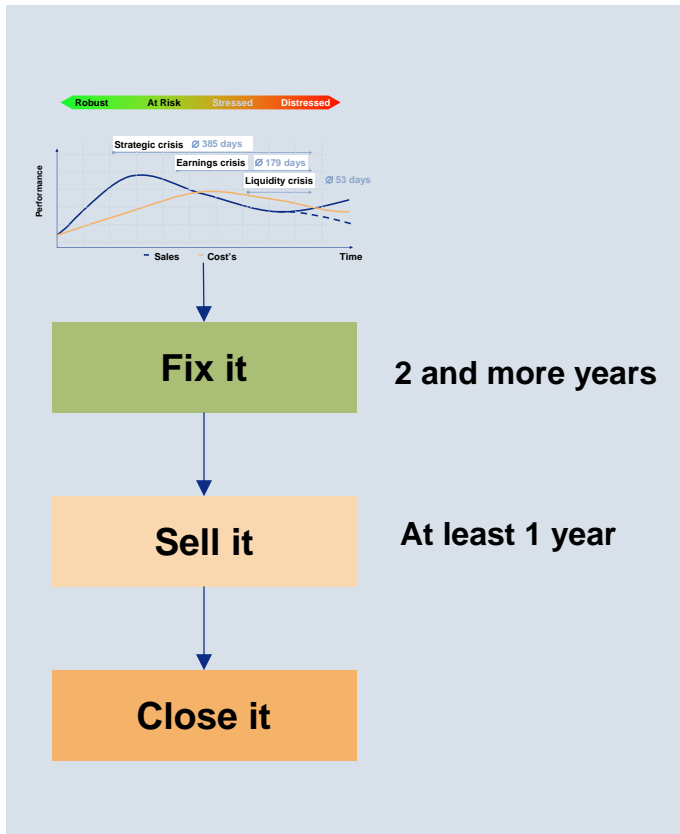 Robust At Risk Stressed Distressed
Strategic crisis Ø 385 days
Earnings crisis Ø 179 days
Liquidity crisis Ø 53 days
Performance
Sales Cost's Time
Fix it
2 and more years
Sell it
At least 1 year
Close it